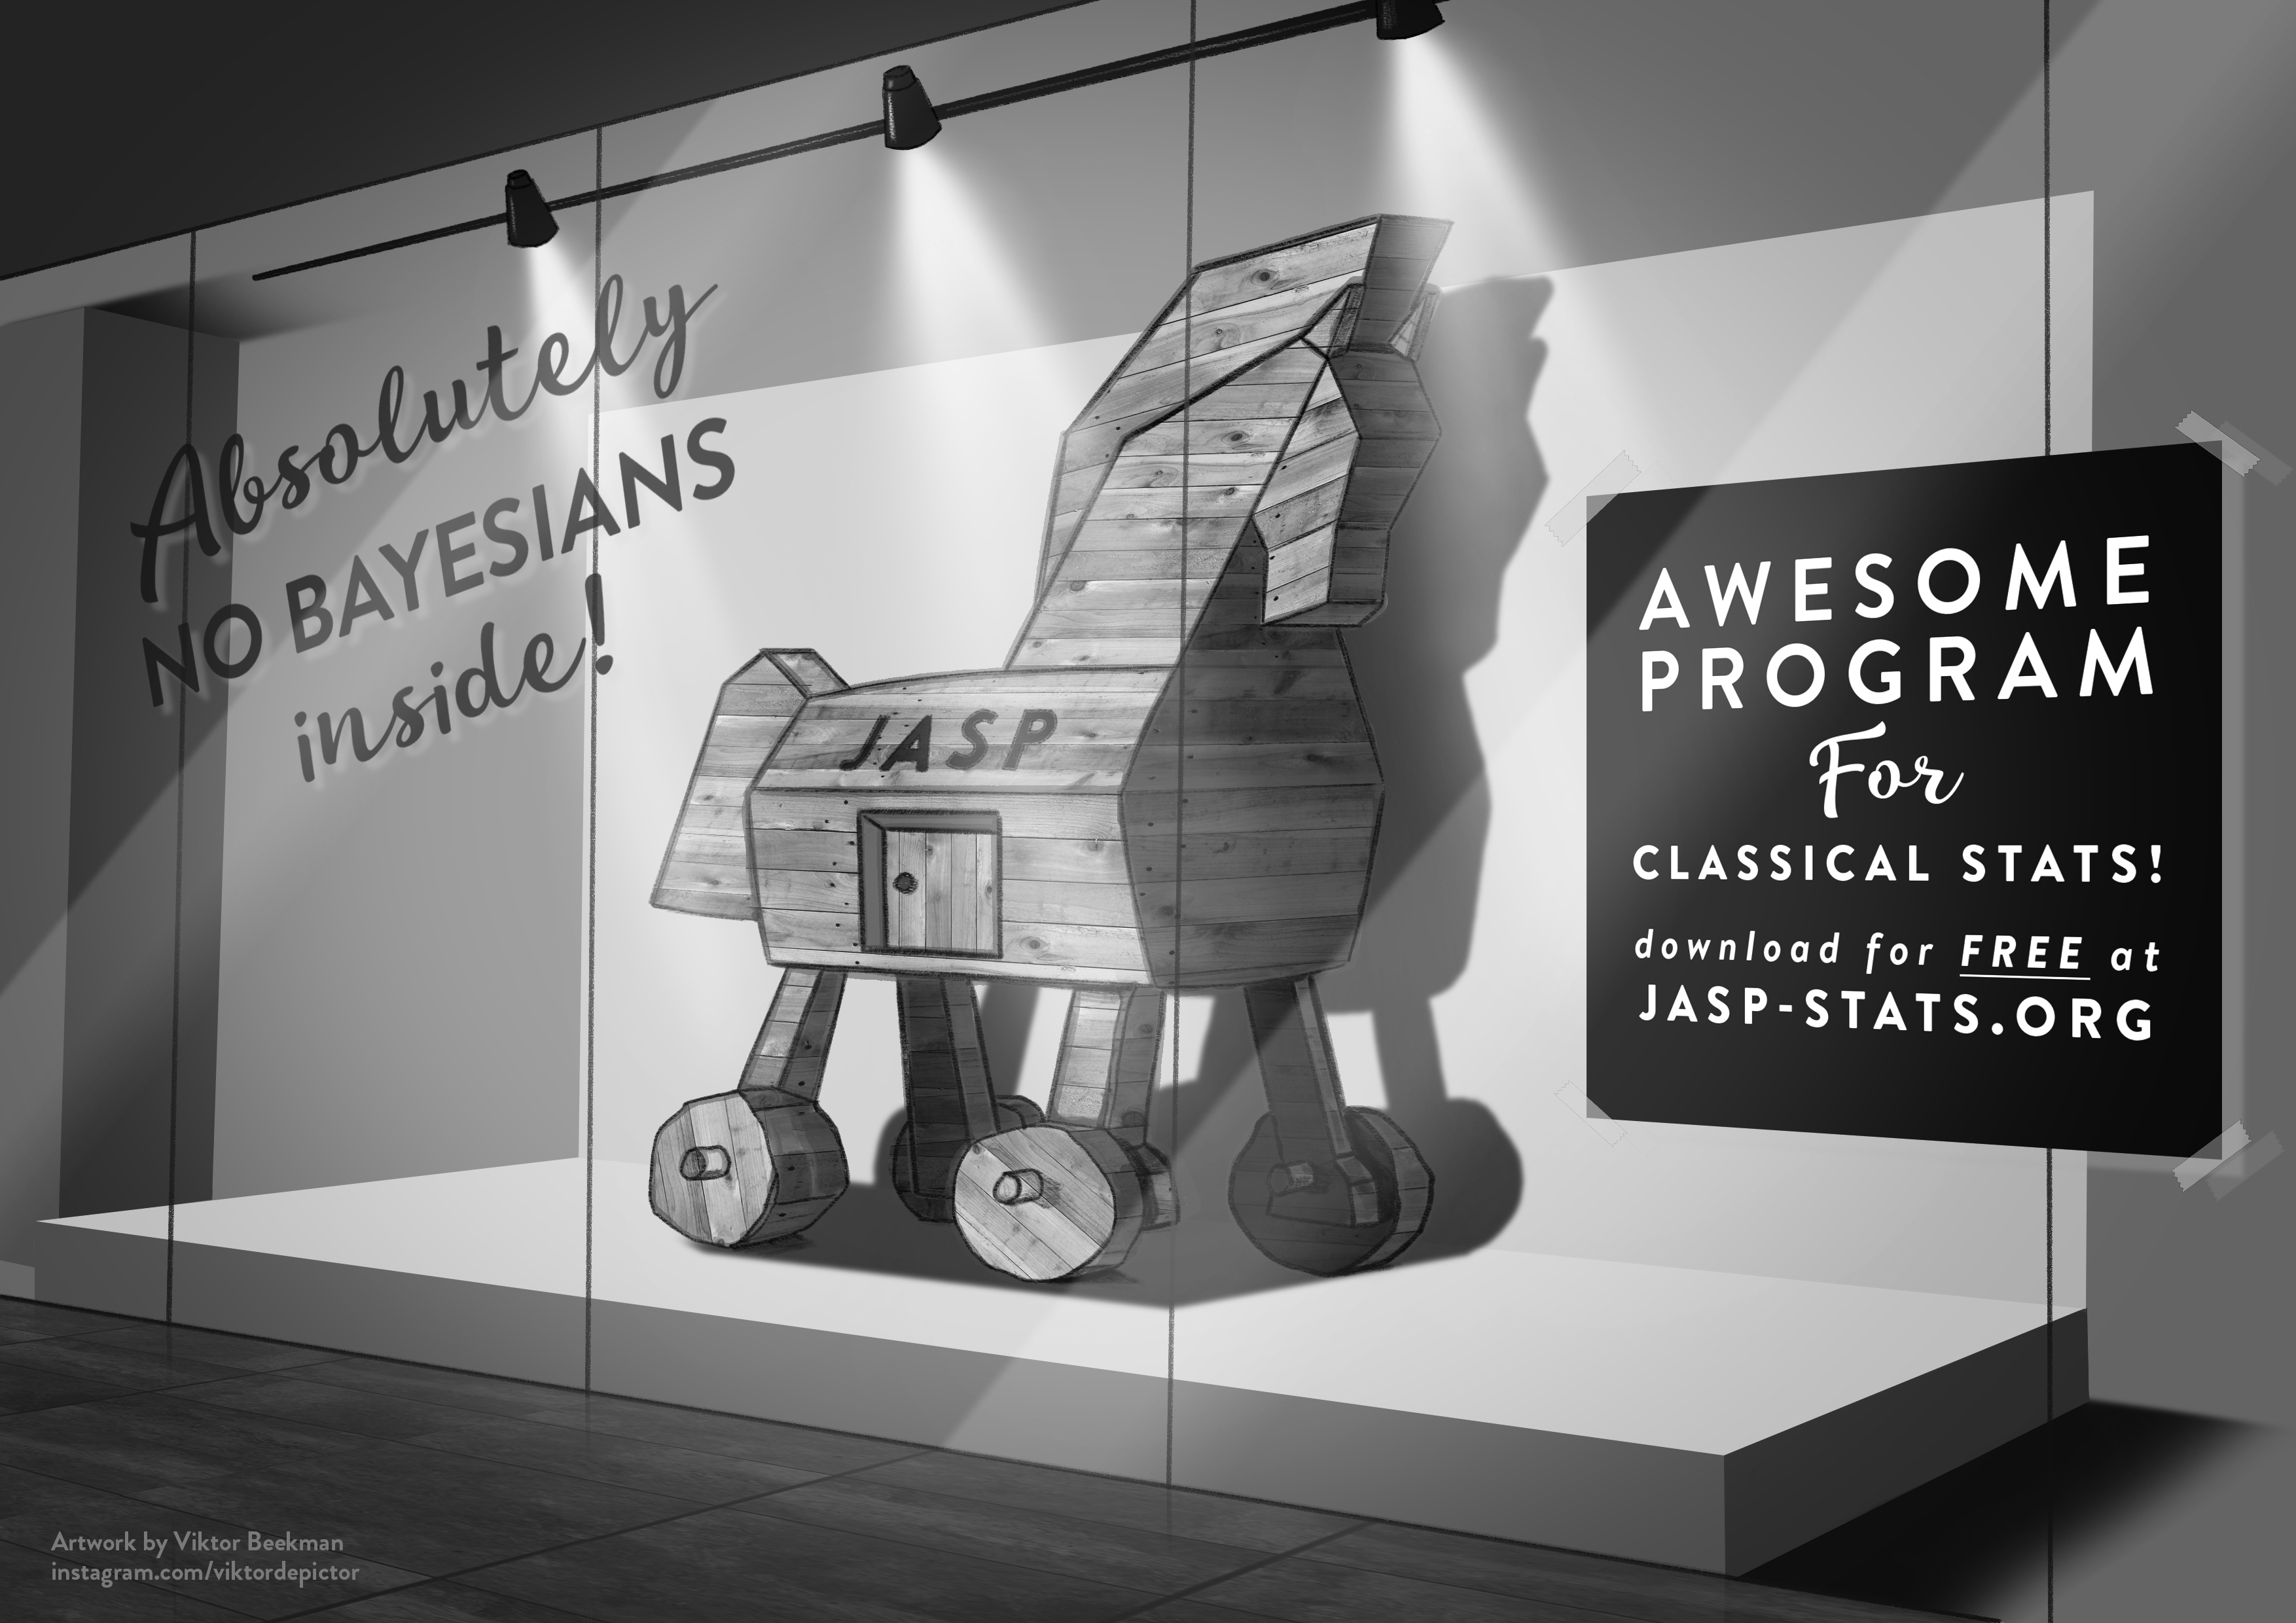 Absolutely
NO BAYESIANS
inside!
JASP
AWESOME
PROGRAM
For
CLASSICAL STATS!
download for FREE at
JASP-STATS.ORG
Artwork by Viktor Beekman
instagram.com/viktordepictor